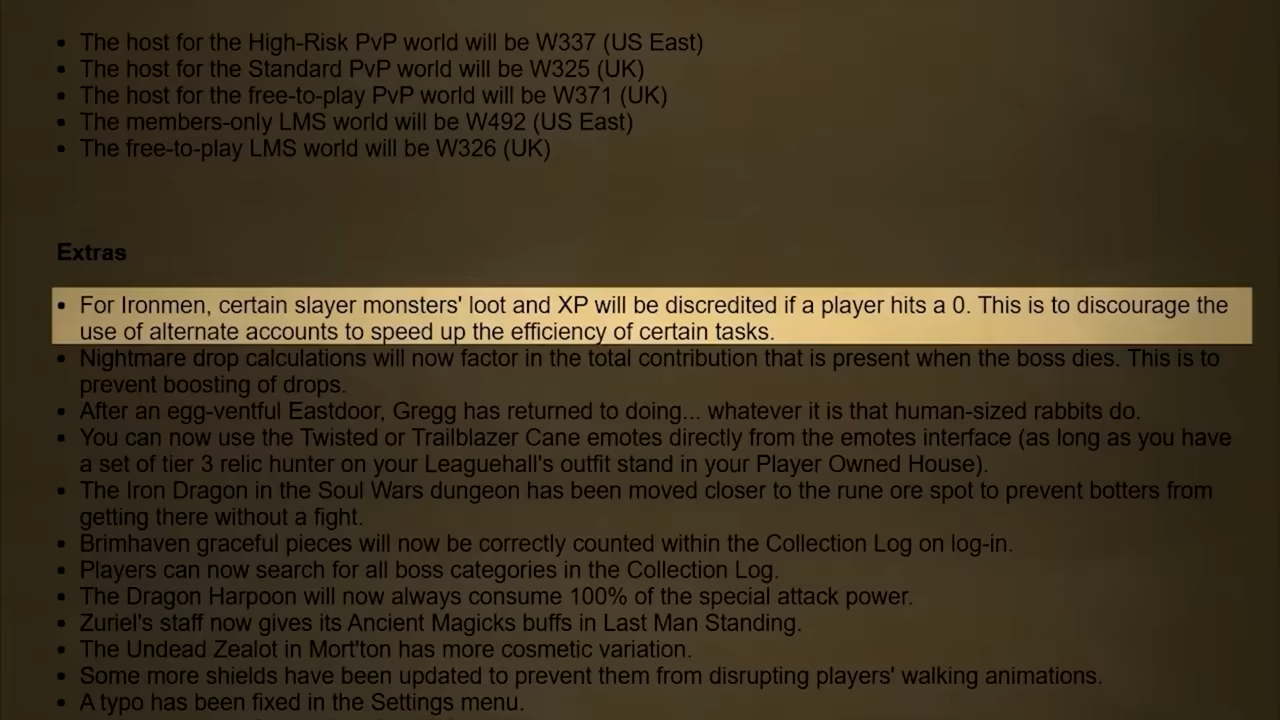 • The host for the High-Risk PvP world will be W337 (US East)
• The host for the Standard PvP world will be W325 (UK)
• The host for the free-to-play PvP world will be W371 (UK)
• The members-only LMS world will be W492 (US East)
• The free-to-play LMS world will be W326 (UK)
Extras
• For Ironmen, certain slayer monsters' loot and XP will be discredited if a player hits a 0. This is to discourage the
use of alternate accounts to speed up the efficiency of certain tasks.
• Nightmare drop calculations will now factor in the total contribution that is present when the boss dies. This is to
prevent boosting of drops.
• After an egg-ventful Eastdoor, Gregg has returned to doing... whatever it is that human-sized rabbits do.
• You can now use the Twisted or Trailblazer Cane emotes directly from the emotes interface (as long as you have
a set of tier 3 relic hunter on your Leaguehall's outfit stand in your Player Owned House).
• The Iron Dragon in the Soul Wars dungeon has been moved closer to the rune ore spot to prevent botters from
getting there without a fight.
• Brimhaven graceful pieces will now be correctly counted within the Collection Log on log-in.
• Players can now search for all boss categories in the Collection Log.
• The Dragon Harpoon will now always consume 100% of the special attack power.
• Zuriel's staff now gives its Ancient Magicks buffs in Last Man Standing.
• The Undead Zealot in Mort'ton has more cosmetic variation.
• Some more shields have been updated to prevent them from disrupting players' walking animations.
• A typo has been fixed in the Settings menu.